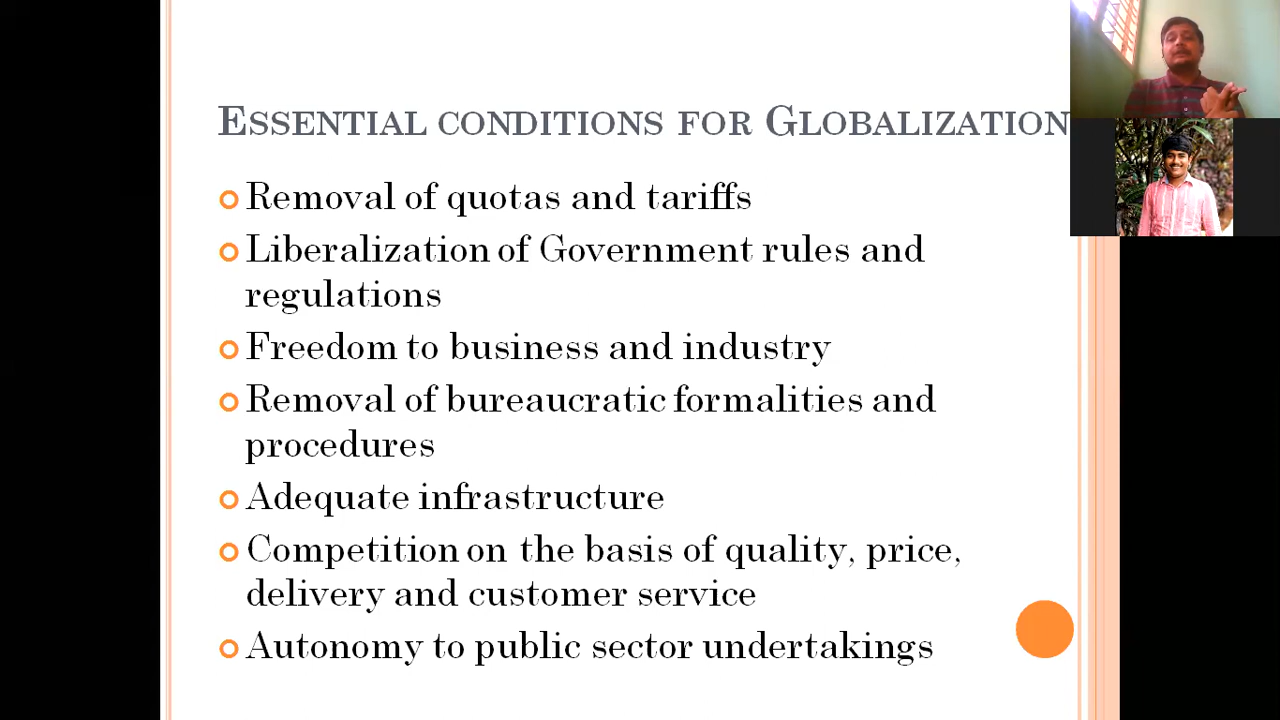 ESSENTIAL CONDITIONS FOR GLOBALIZATION
Removal of quotas and tariffs
Liberalization of Government rules and
regulations
Freedom to business and industry
Removal of bureaucratic formalities and
procedures
Adequate infrastructure
Competition on the basis of quality, price,
delivery and customer service
Autonomy to public sector undertakings